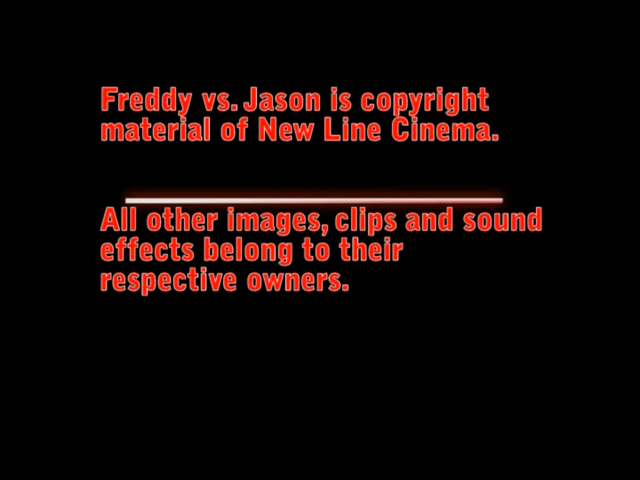 Freddy vs. Jason is copyright
material of New Line Cinema.
All other images, clips and sound
effects belong to their
respective owners.